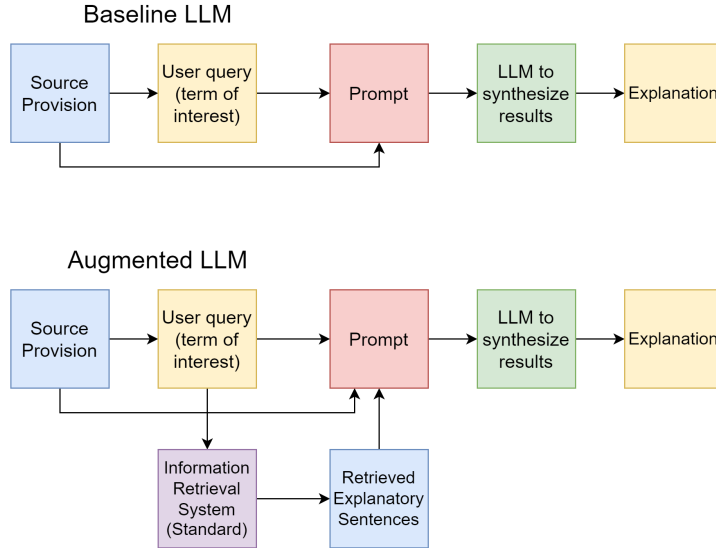 Baseline LLM
Source
Provision
User query
(term of
interest)
Prompt
LLM to
synthesize
results
Explanation
Augmented LLM
Source
Provision
User query
(term of
interest)
Prompt
LLM to
synthesize
results
Explanation
Information
Retrieval
System
(Standard)
Retrieved
Explanatory
Sentences